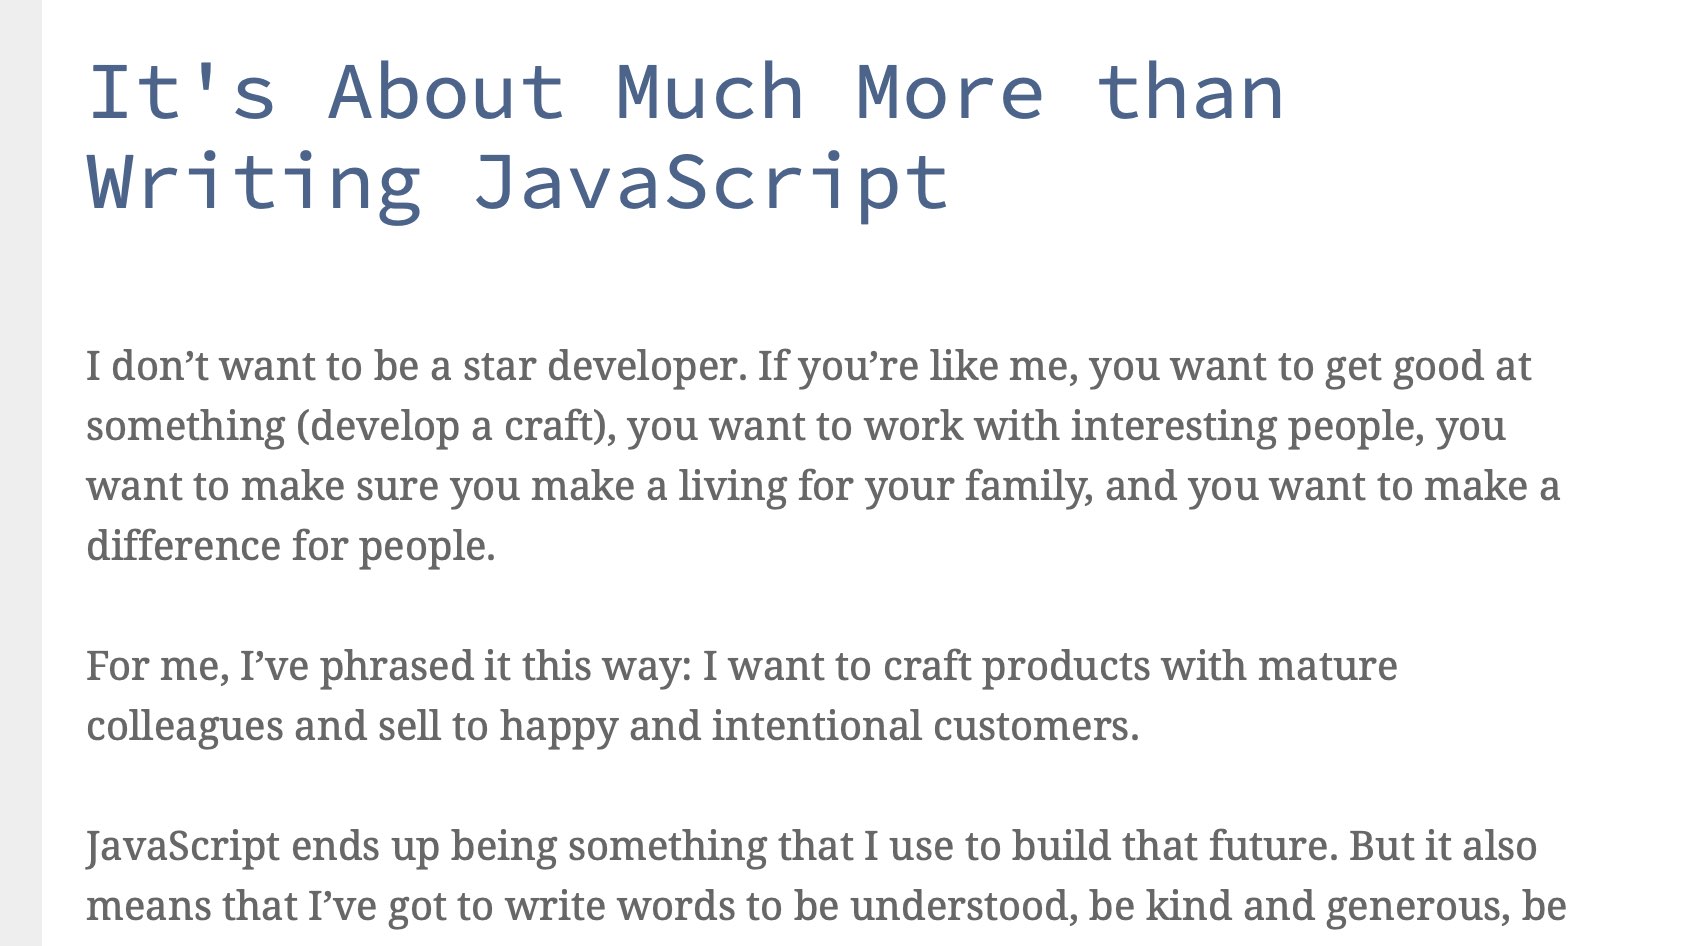 It's About Much More than
Writing JavaScript
I don’t want to be a star developer. If you’re like me, you want to get good at
something (develop a craft), you want to work with interesting people, you
want to make sure you make a living for your family, and you want to make a
difference for people.
For me, I’ve phrased it this way: I want to craft products with mature
colleagues and sell to happy and intentional customers.
JavaScript ends up being something that I use to build that future. But it also
means that I’ve got to write words to be understood, be kind and generous, be